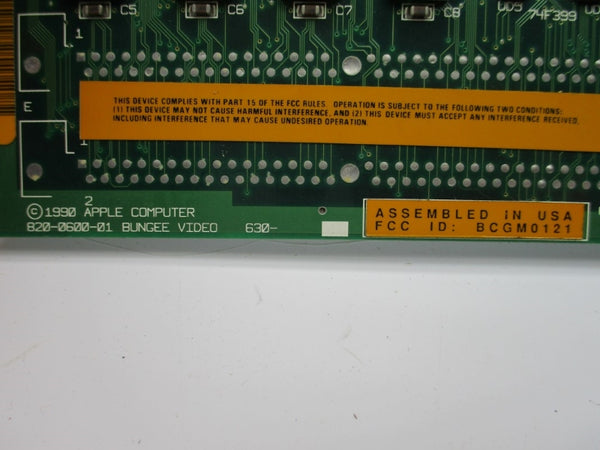 C5 C6 C7 C8 U09 74F399
1
THIS DEVICE COMPLIES WITH PART 15 OF THE FCC RULES. OPERATION IS SUBJECT TO THE FOLLOWING TWO CONDITIONS:
(1) THIS DEVICE MAY NOT CAUSE HARMFUL INTERFERENCE, AND (2) THIS DEVICE MUST ACCEPT ANY INTERFERENCE RECEIVED,
INCLUDING INTERFERENCE THAT MAY CAUSE UNDESIRED OPERATION.
E
1
2
©1990 APPLE COMPUTER
820-0600-01 BUNGEE VIDEO 630-
ASSEMBLED IN USA
FCC ID: BCGM0121